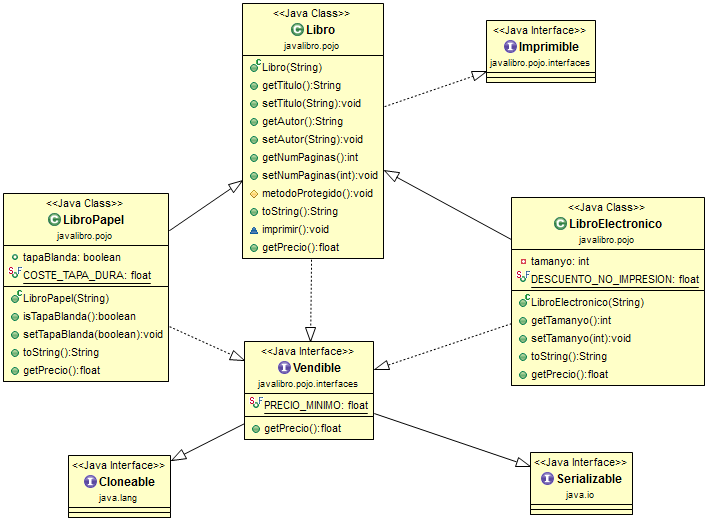 <<Java Class>>
Libro
javalibro.pojo
Libro(String)
getTitulo():String
setTitulo(String):void
getAutor():String
setAutor(String):void
getNumPaginas():int
setNumPaginas(int):void
metodoProtegido():void
toString():String
imprimir():void
getPrecio():float
<<Java Interface>>
Imprimible
javalibro.pojo.interfaces
<<Java Class>>
LibroPapel
javalibro.pojo
tapaBlanda: boolean
COSTE_TAPA_DURA: float
LibroPapel(String)
isTapaBlanda():boolean
setTapaBlanda(boolean):void
toString():String
getPrecio():float
<<Java Class>>
LibroElectronico
javalibro.pojo
tamanyo: int
DESCUENTO_NO_IMPRESION: float
LibroElectronico(String)
getTamanyo():int
setTamanyo(int):void
toString():String
getPrecio():float
<<Java Interface>>
Vendible
javalibro.pojo.interfaces
PRECIO_MINIMO: float
getPrecio():float
<<Java Interface>>
Cloneable
java.lang
<<Java Interface>>
Serializable
java.io